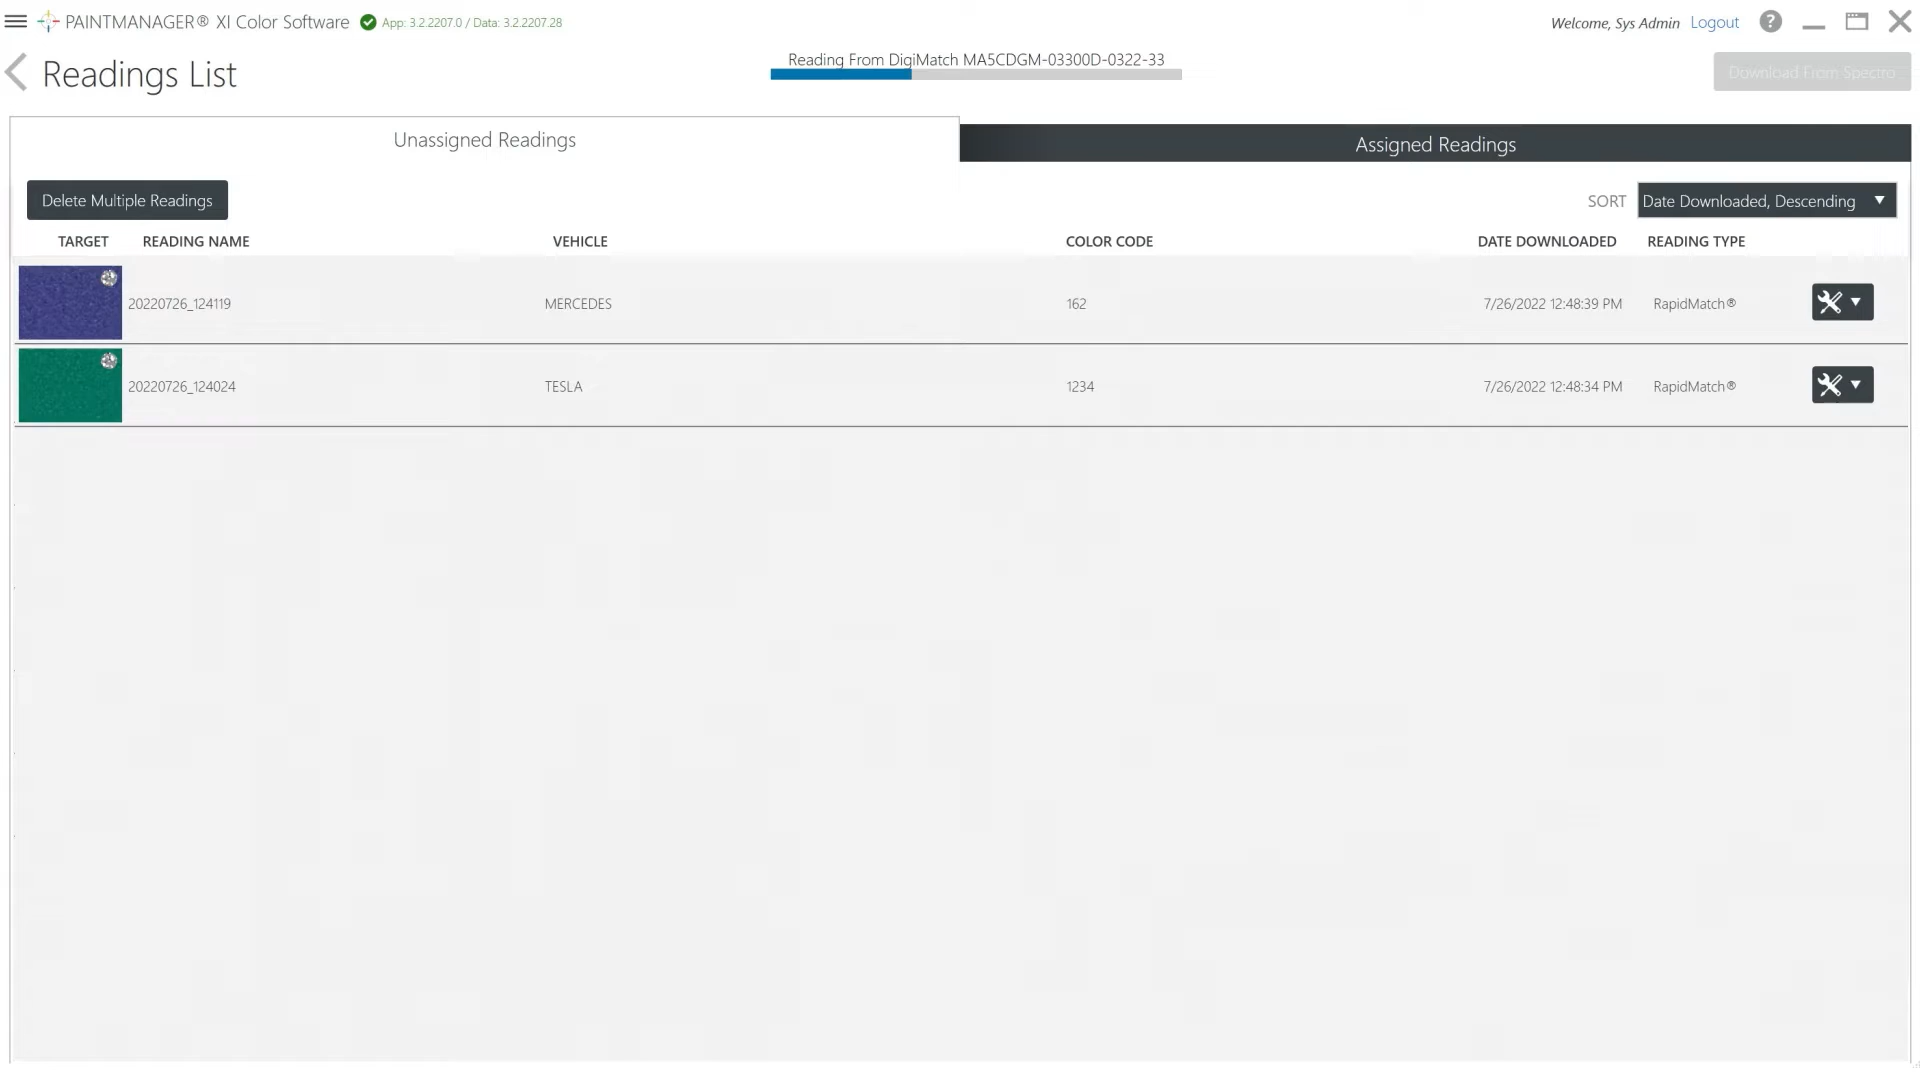 PAINTMANAGER® XI Color Software App: 3.2.2207.0 / Data: 3.2.2207.28
Welcome, Sys Admin Logout ?
Readings List
Reading From DigiMatch MA5CDGM-03300D-0322-33
Download From Spectro
Unassigned Readings
Assigned Readings
Delete Multiple Readings
SORT Date Downloaded, Descending
TARGET READING NAME VEHICLE COLOR CODE DATE DOWNLOADED READING TYPE
20220726_124119 MERCEDES 162 7/26/2022 12:48:39 PM RapidMatch®
20220726_124024 TESLA 1234 7/26/2022 12:48:34 PM RapidMatch®